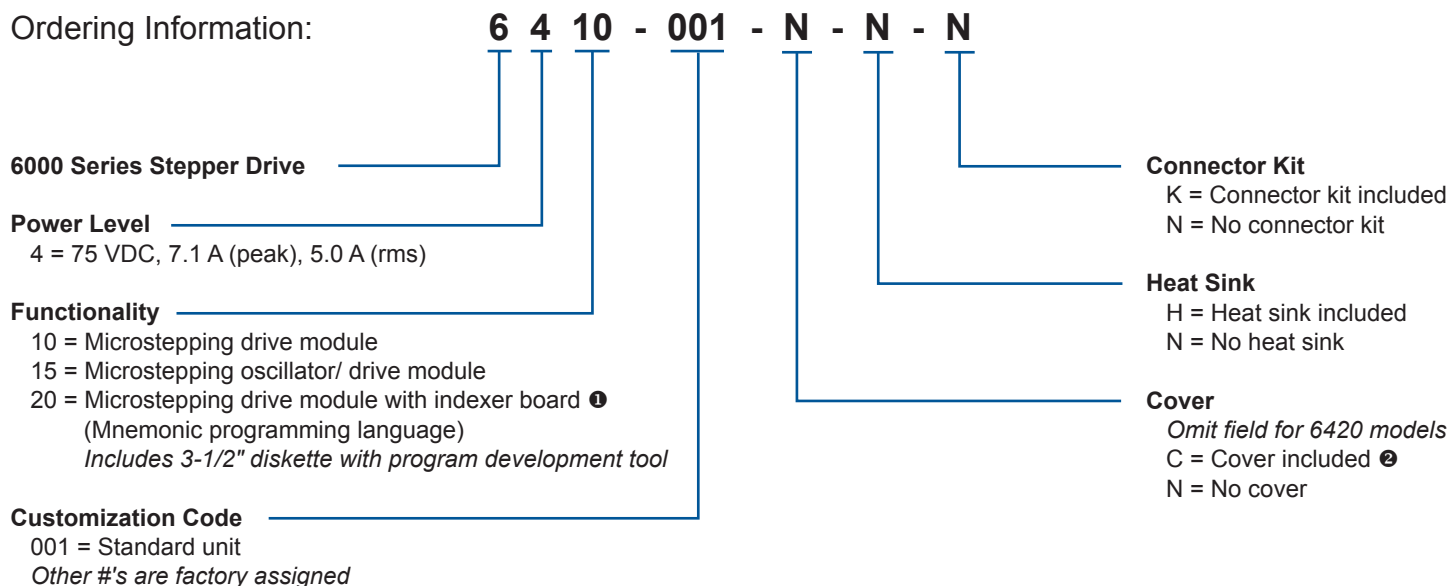 Ordering Information:
6 4 10 - 001 - N - N - N
6000 Series Stepper Drive
Power Level
4 = 75 VDC, 7.1 A (peak), 5.0 A (rms)
Functionality
10 = Microstepping drive module
15 = Microstepping oscillator/ drive module
20 = Microstepping drive module with indexer board ❶
(Mnemonic programming language)
Includes 3-1/2" diskette with program development tool
Customization Code
001 = Standard unit
Other #'s are factory assigned
Connector Kit
K = Connector kit included
N = No connector kit
Heat Sink
H = Heat sink included
N = No heat sink
Cover
Omit field for 6420 models
C = Cover included ❷
N = No cover